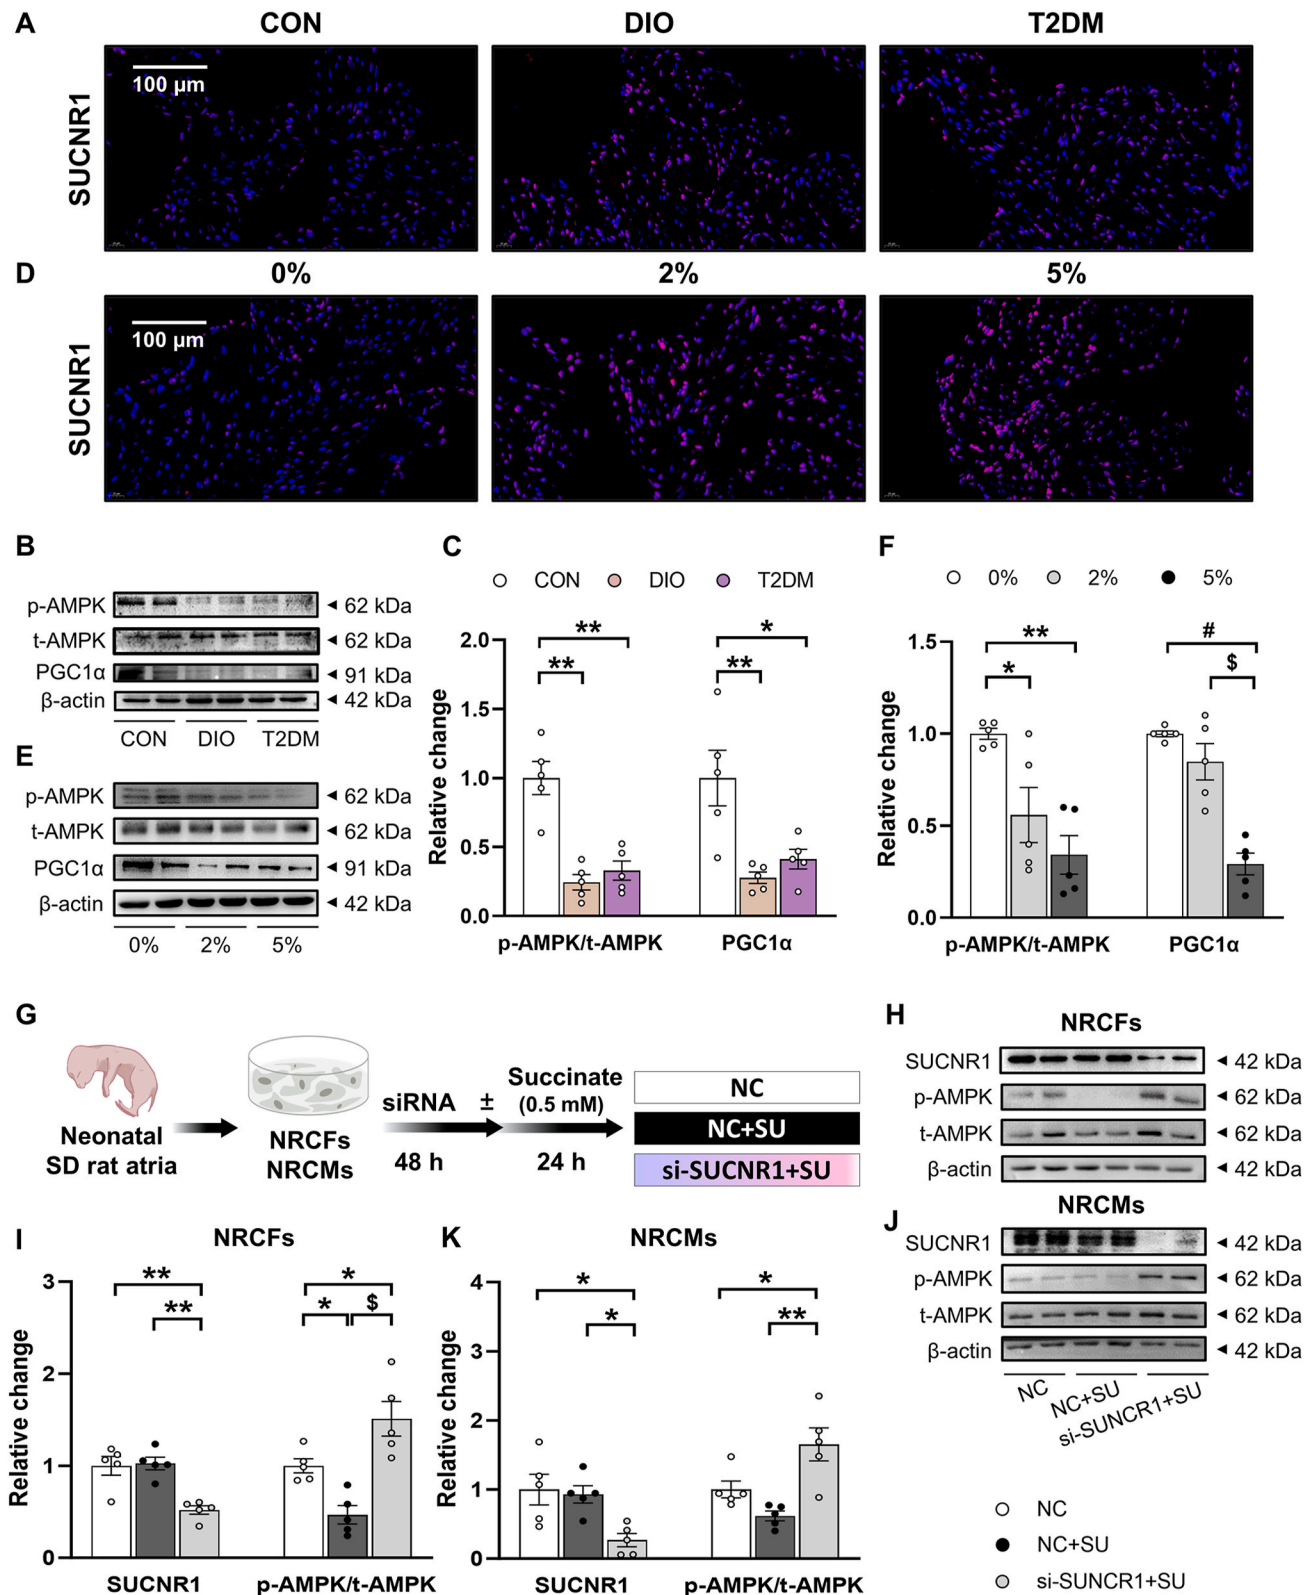 A
CON
DIO
T2DM
SUCNR1
100 µm
D
0%
2%
5%
SUCNR1
100 µm
B
p-AMPK
62 kDa
t-AMPK
62 kDa
PGC1α
91 kDa
β-actin
42 kDa
CON
DIO
T2DM
E
p-AMPK
62 kDa
t-AMPK
62 kDa
PGC1α
91 kDa
β-actin
42 kDa
0%
2%
5%
C
CON
DIO
T2DM
Relative change
2.0
1.5
1.0
0.5
0.0
**
**
*
**
p-AMPK/t-AMPK
PGC1α
F
0%
2%
5%
Relative change
1.5
1.0
0.5
0.0
**
*
#
$
p-AMPK/t-AMPK
PGC1α
G
Neonatal
SD rat atria
NRCFs
NRCMs
siRNA
48 h
±
Succinate
(0.5 mM)
24 h
NC
NC+SU
si-SUCNR1+SU
H
NRCFs
SUCNR1
42 kDa
p-AMPK
62 kDa
t-AMPK
62 kDa
β-actin
42 kDa
J
NRCMs
SUCNR1
42 kDa
p-AMPK
62 kDa
t-AMPK
62 kDa
β-actin
42 kDa
NC
NC+SU
si-SUNCR1+SU
I
NRCFs
Relative change
3
2
1
0
**
**
*
*
$
SUCNR1
p-AMPK/t-AMPK
K
NRCMs
Relative change
4
3
2
1
0
*
*
*
**
SUCNR1
p-AMPK/t-AMPK
NC
NC+SU
si-SUNCR1+SU